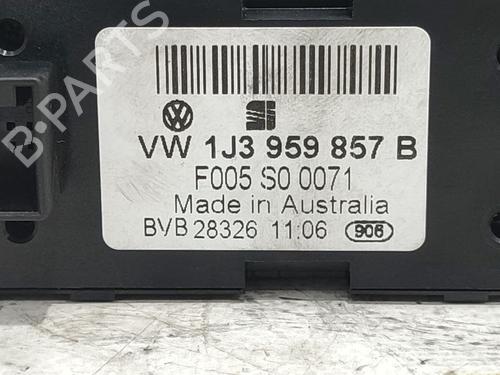 B-PARTS
VW 1J3 959 857 B
F005 S0 0071
Made in Australia
BVB 28326 11:06 906